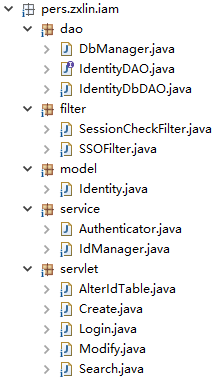 pers.zxlin.iam
dao
DbManager.java
IdentityDAO.java
IdentityDbDAO.java
filter
SessionCheckFilter.java
SSOFilter.java
model
Identity.java
service
Authenticator.java
IdManager.java
servlet
AlterIdTable.java
Create.java
Login.java
Modify.java
Search.java